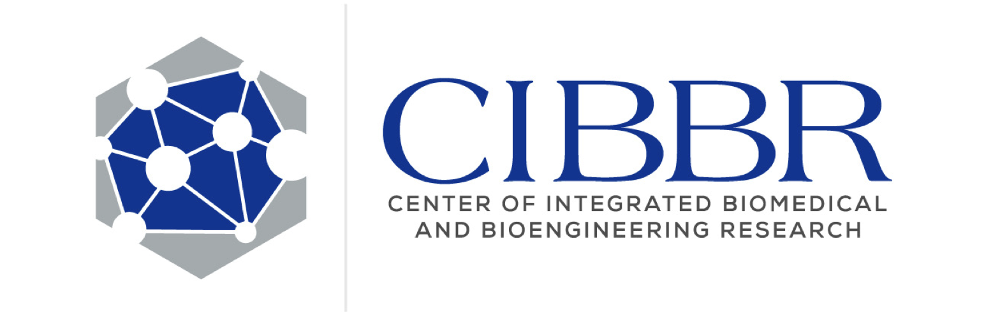 CIBBR
CENTER OF INTEGRATED BIOMEDICAL
AND BIOENGINEERING RESEARCH